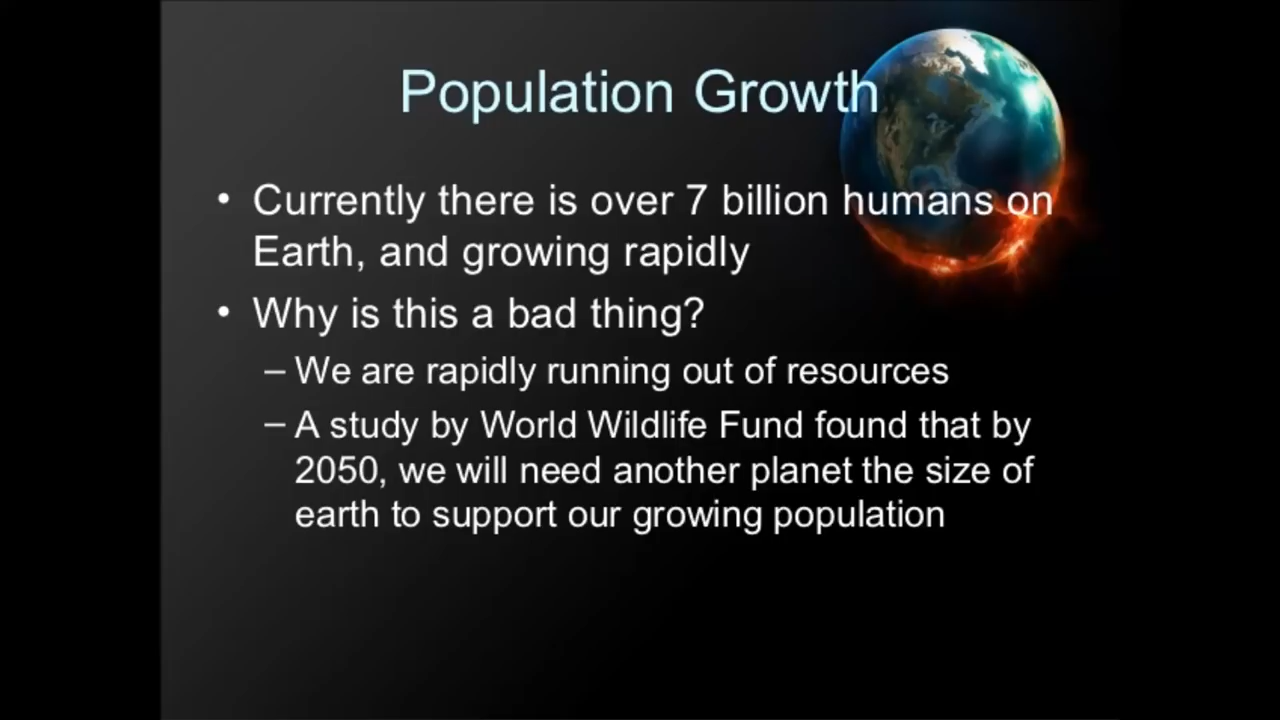 Population Growth
• Currently there is over 7 billion humans on
Earth, and growing rapidly
• Why is this a bad thing?
– We are rapidly running out of resources
– A study by World Wildlife Fund found that by
2050, we will need another planet the size of
earth to support our growing population